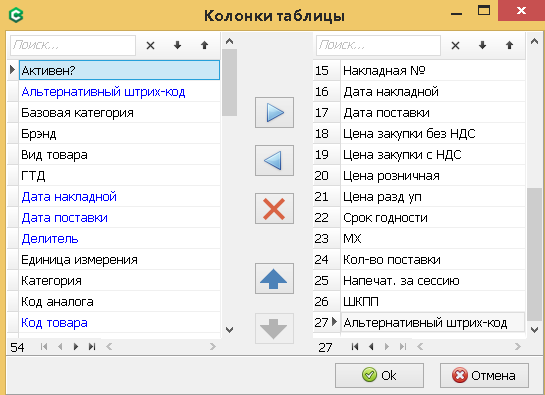 Колонки таблицы
Поиск...
Активен?
Альтернативный штрих-код
Базовая категория
Брэнд
Вид товара
ГТД
Дата накладной
Дата поставки
Делитель
Единица измерения
Категория
Код аналога
Код товара
54
Поиск...
15 Накладная №
16 Дата накладной
17 Дата поставки
18 Цена закупки без НДС
19 Цена закупки с НДС
20 Цена розничная
21 Цена разд уп
22 Срок годности
23 МХ
24 Кол-во поставки
25 Напечат. за сессию
26 ШКПП
27 Альтернативный штрих-код
27
Ok
Отмена